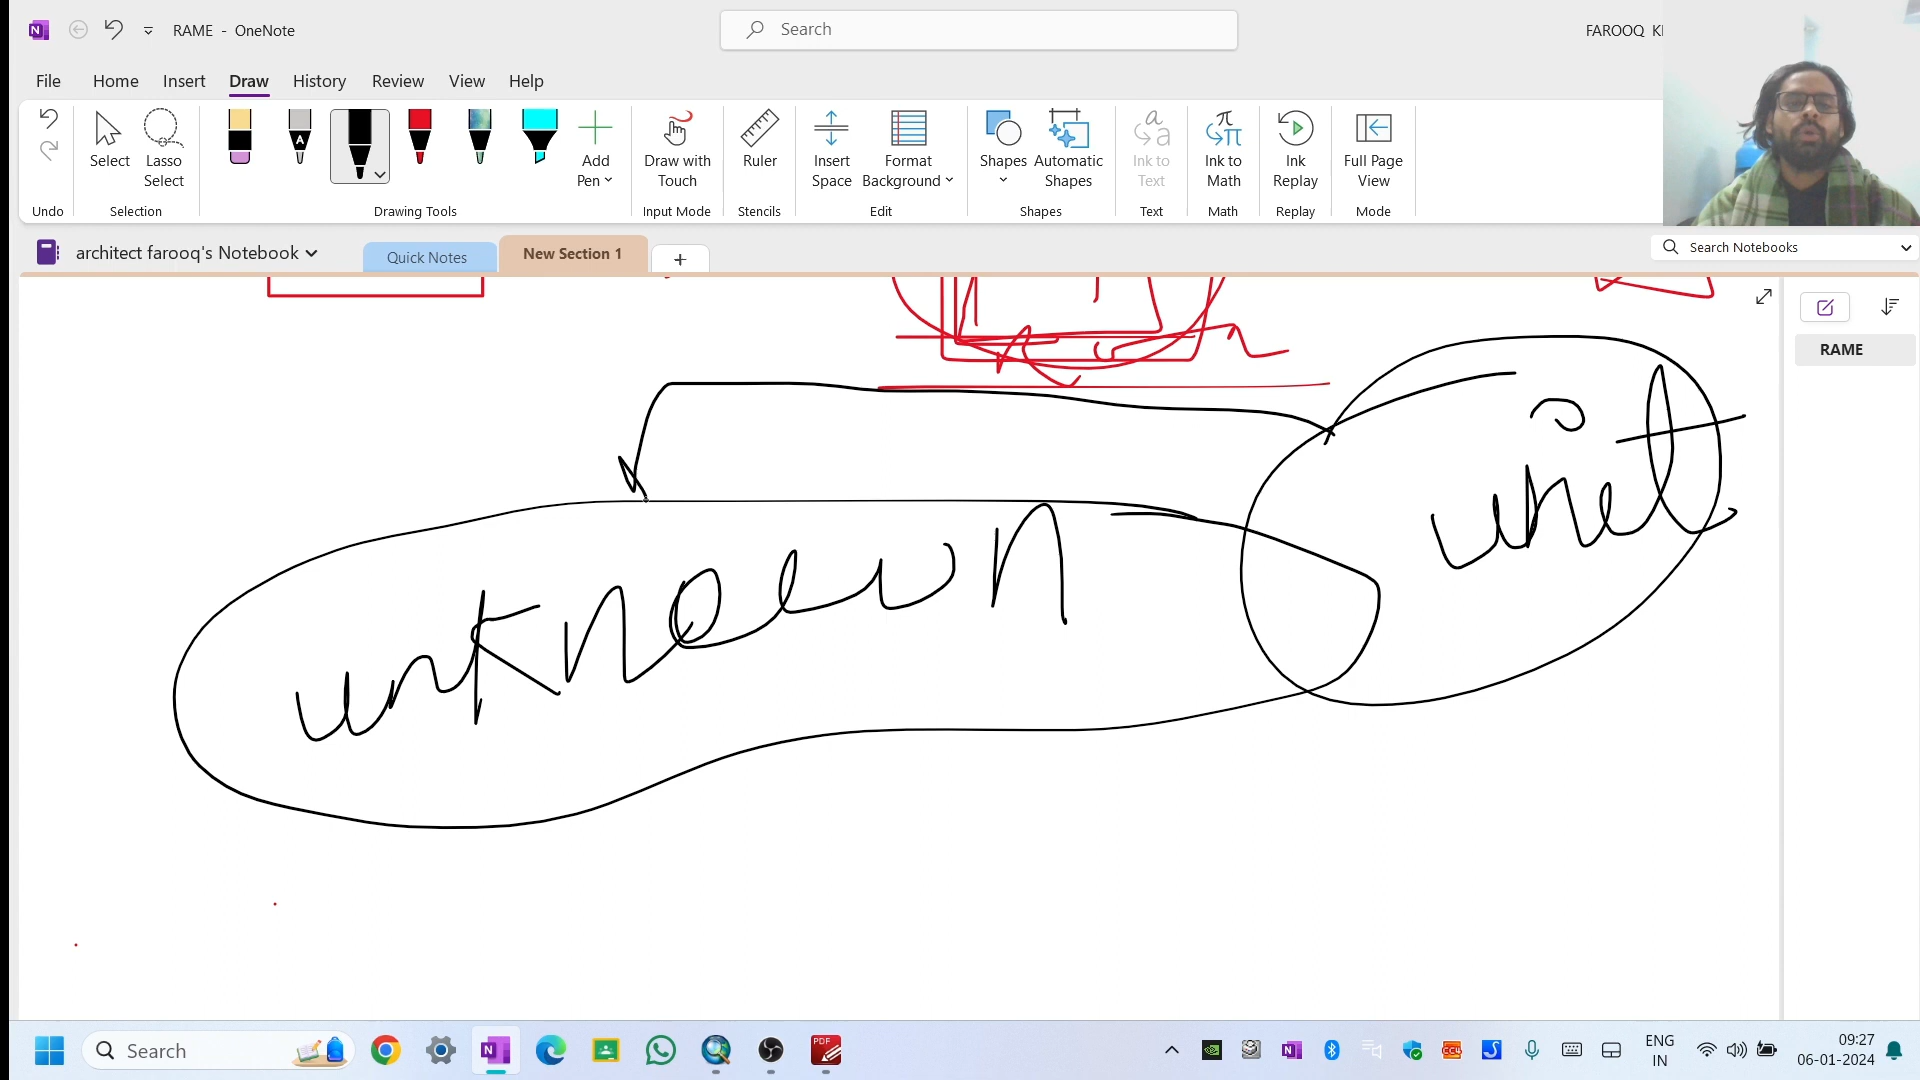 RAME - OneNote
Search
FAROOQ
File Home Insert Draw History Review View Help
Undo
Select
Lasso Select
Selection
A
Drawing Tools
Add Pen
Draw with Touch
Input Mode
Ruler
Stencils
Insert Space
Format Background
Edit
Shapes
Automatic Shapes
Shapes
a
a
Ink to Text
Text
π
π
Ink to Math
Math
Ink Replay
Replay
Full Page View
Mode
architect farooq's Notebook
Quick Notes
New Section 1
+
Search Notebooks
RAME
unit
unknown
Search
PDF
ENG
IN
09:27
06-01-2024